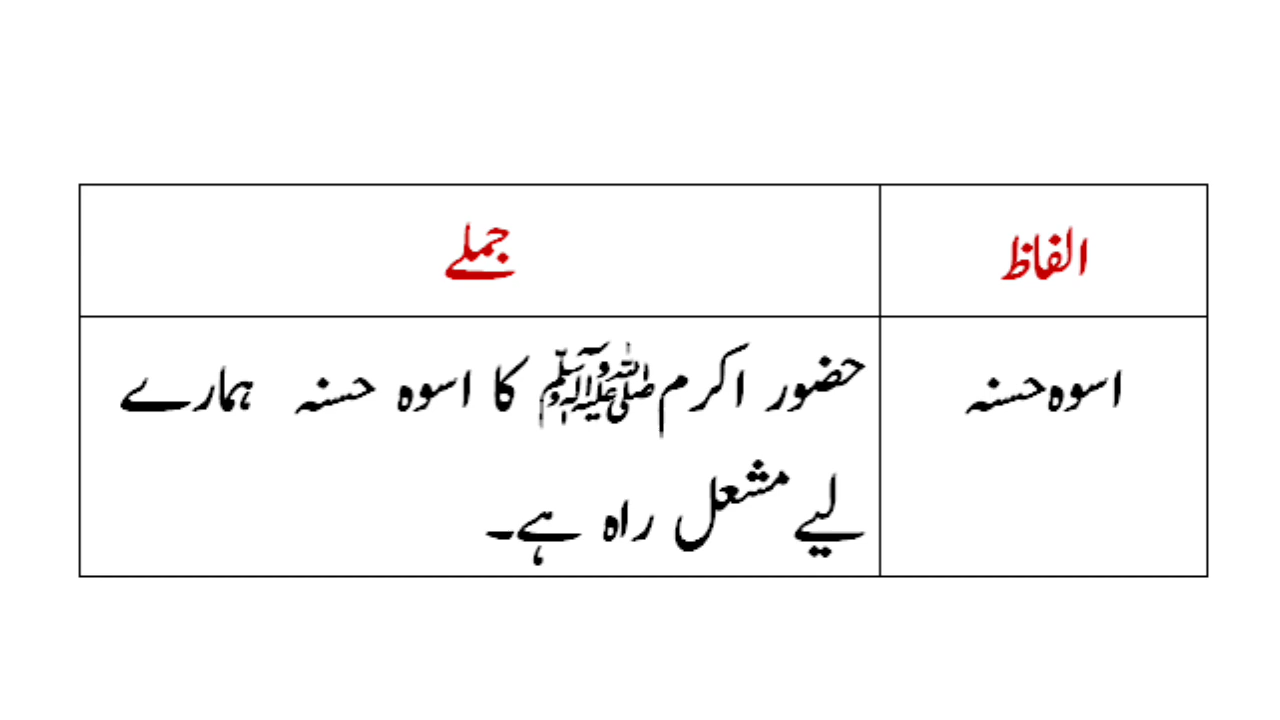 الفاظ جملے
اسوہ حسنہ حضور اکرم ﷺ کا اسوہ حسنہ ہمارے
لیے مشعل راہ ہے۔